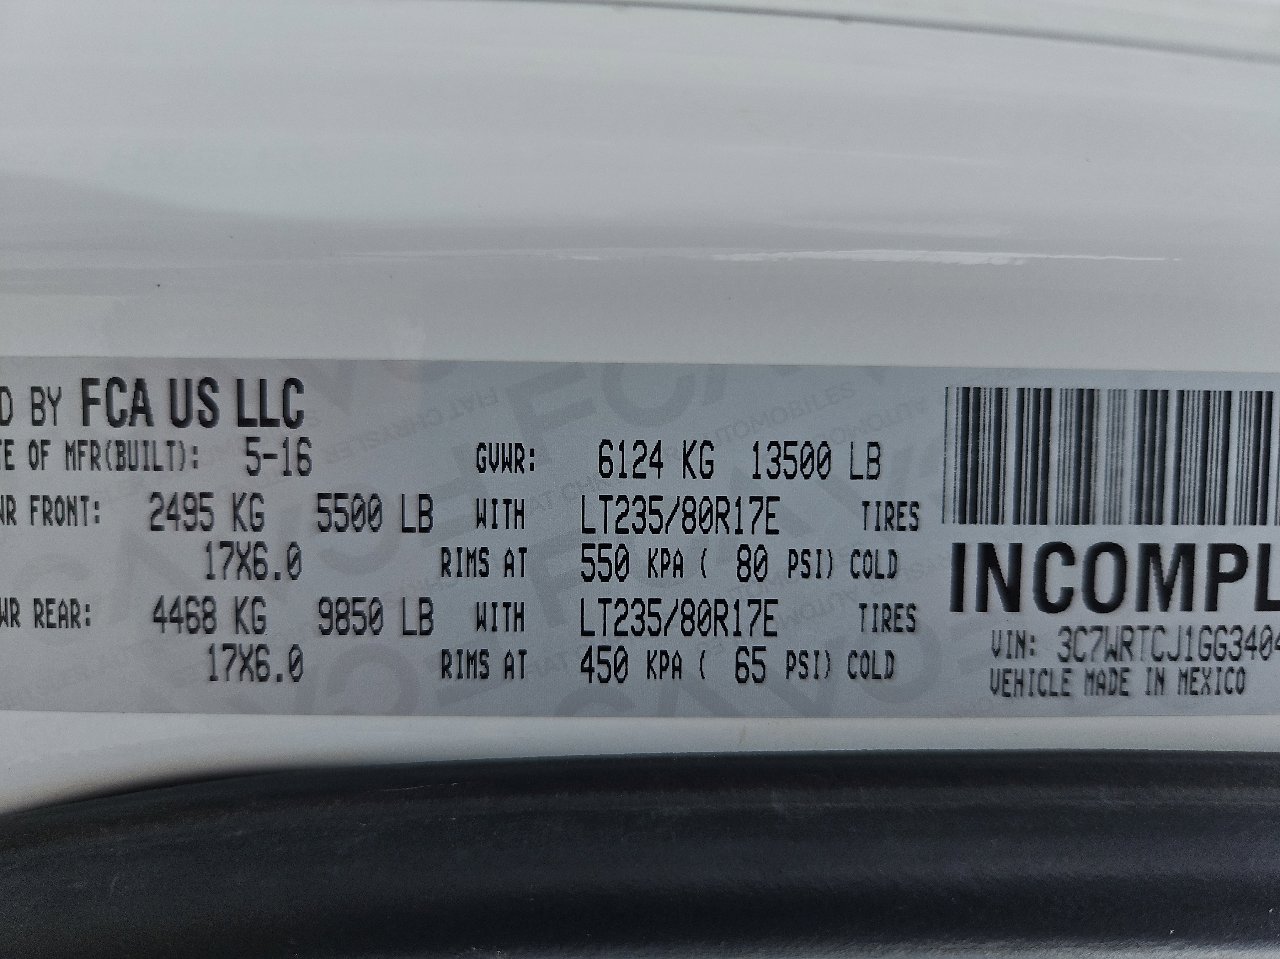 D BY FCA US LLC
TE OF MFR(BUILT): 5-16 GVWR: 6124 KG 13500 LB
WR FRONT: 2495 KG 5500 LB WITH LT235/80R17E TIRES
17X6.0 RIMS AT 550 KPA ( 80 PSI) COLD
WR REAR: 4468 KG 9850 LB WITH LT235/80R17E TIRES
17X6.0 RIMS AT 450 KPA ( 65 PSI) COLD
INCOMPL
VIN: 3C7WRTCJ1GG3404
VEHICLE MADE IN MEXICO